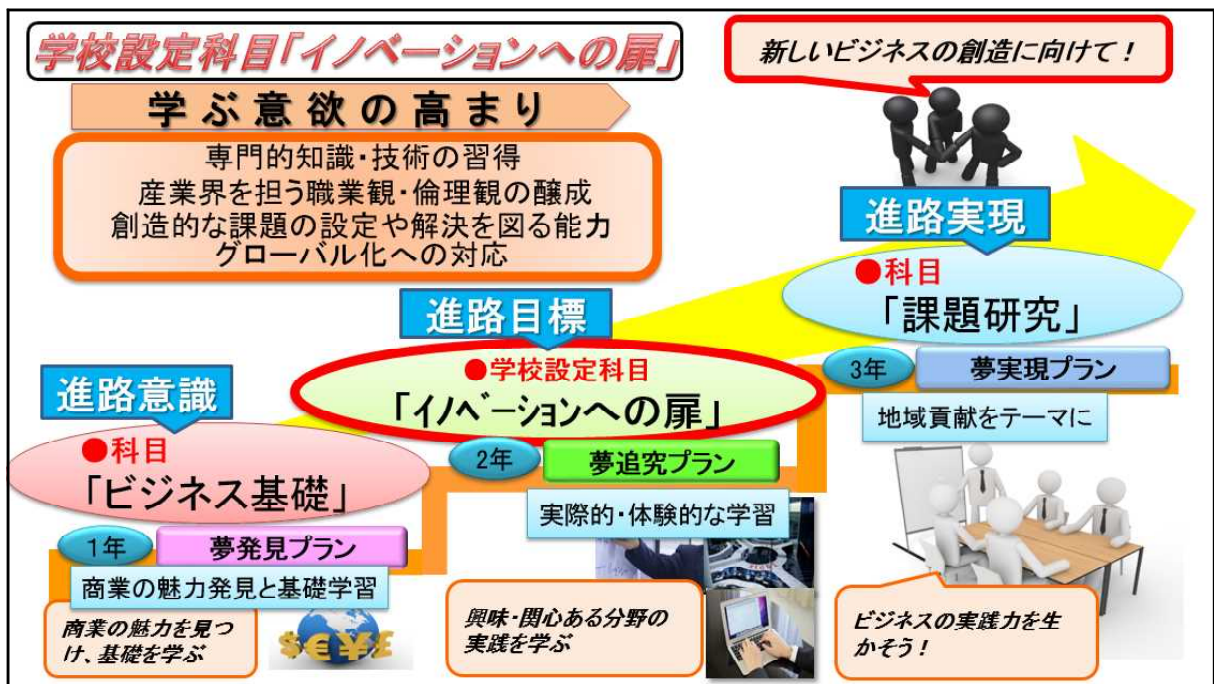 学校設定科目「イノベーションへの扉」
新しいビジネスの創造に向けて！
学ぶ意欲の高まり
専門的知識・技術の習得
産業界を担う職業観・倫理観の醸成
創造的な課題の設定や解決を図る能力
グローバル化への対応
進路実現
●科目
「課題研究」
3年
夢実現プラン
地域貢献をテーマに
ビジネスの実践力を生
かそう！
進路目標
●学校設定科目
「イノベーションへの扉」
2年
夢追究プラン
実際的・体験的な学習
興味・関心ある分野の
実践を学ぶ
進路意識
●科目
「ビジネス基礎」
1年
夢発見プラン
商業の魅力発見と基礎学習
商業の魅力を見つ
け、基礎を学ぶ
$€¥£